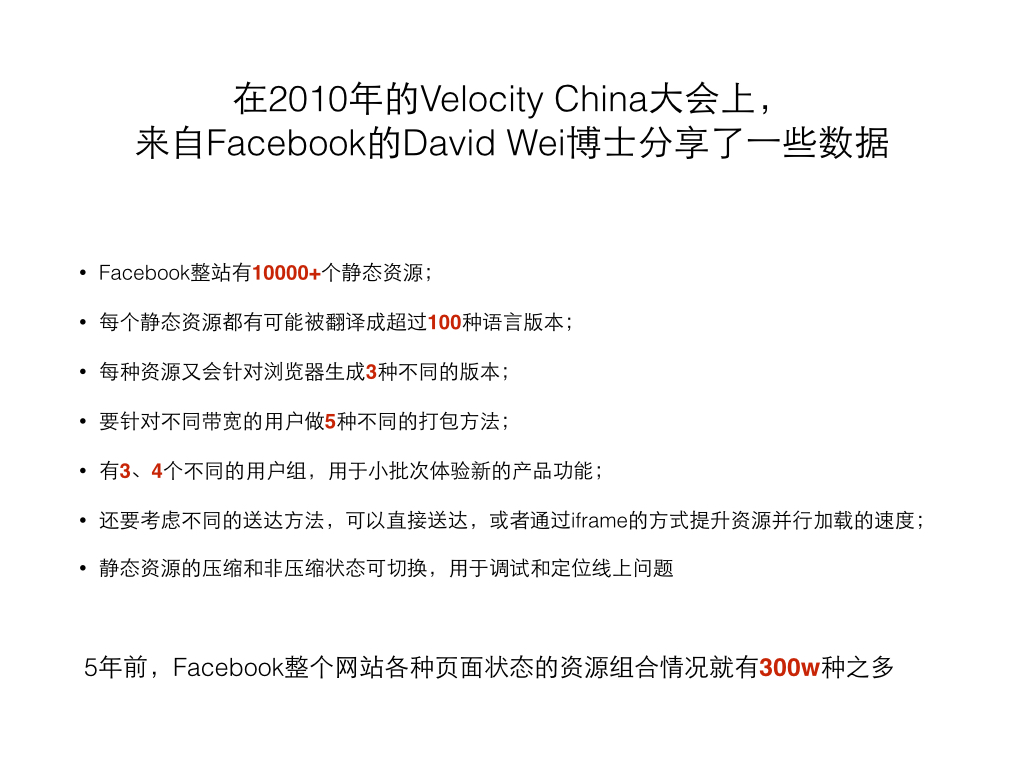 在2010年的Velocity China大会上，
来自Facebook的David Wei博士分享了一些数据
• Facebook整站有10000+个静态资源；
• 每个静态资源都有可能被翻译成超过100种语言版本；
• 每种资源又会针对浏览器生成3种不同的版本；
• 要针对不同带宽的用户做5种不同的打包方法；
• 有3、4个不同的用户组，用于小批次体验新的产品功能；
• 还要考虑不同的送达方法，可以直接送达，或者通过iframe的方式提升资源并行加载的速度；
• 静态资源的压缩和非压缩状态可切换，用于调试和定位线上问题
5年前，Facebook整个网站各种页面状态的资源组合情况就有300w种之多